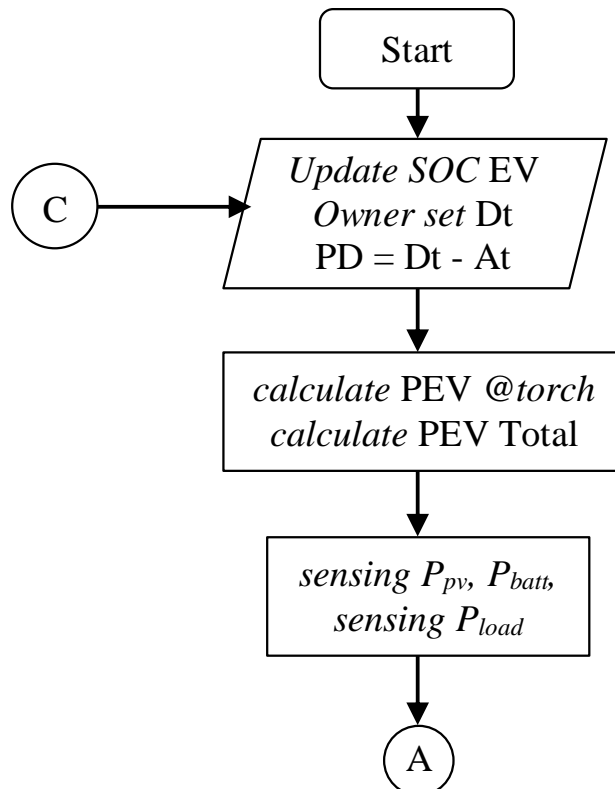 Start
C
Update SOC EV
Owner set Dt
PD = Dt - At
calculate PEV @torch
calculate PEV Total
sensing Ppv, Pbatt,
sensing Pload
A